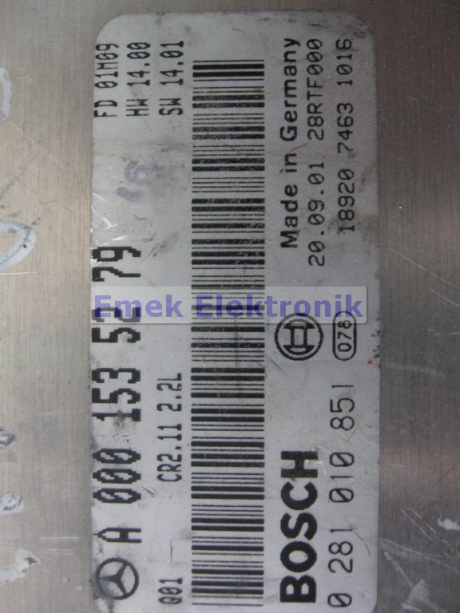 FD 01M09
HW 14.00
SW 14.01
A 000 153 52 79
Q01 CR2.11 2.2L
Made in Germany
20.09.01 28RTF000
18920 7463 1016
BOSCH
078
0 281 010 851
Emek Elektronik